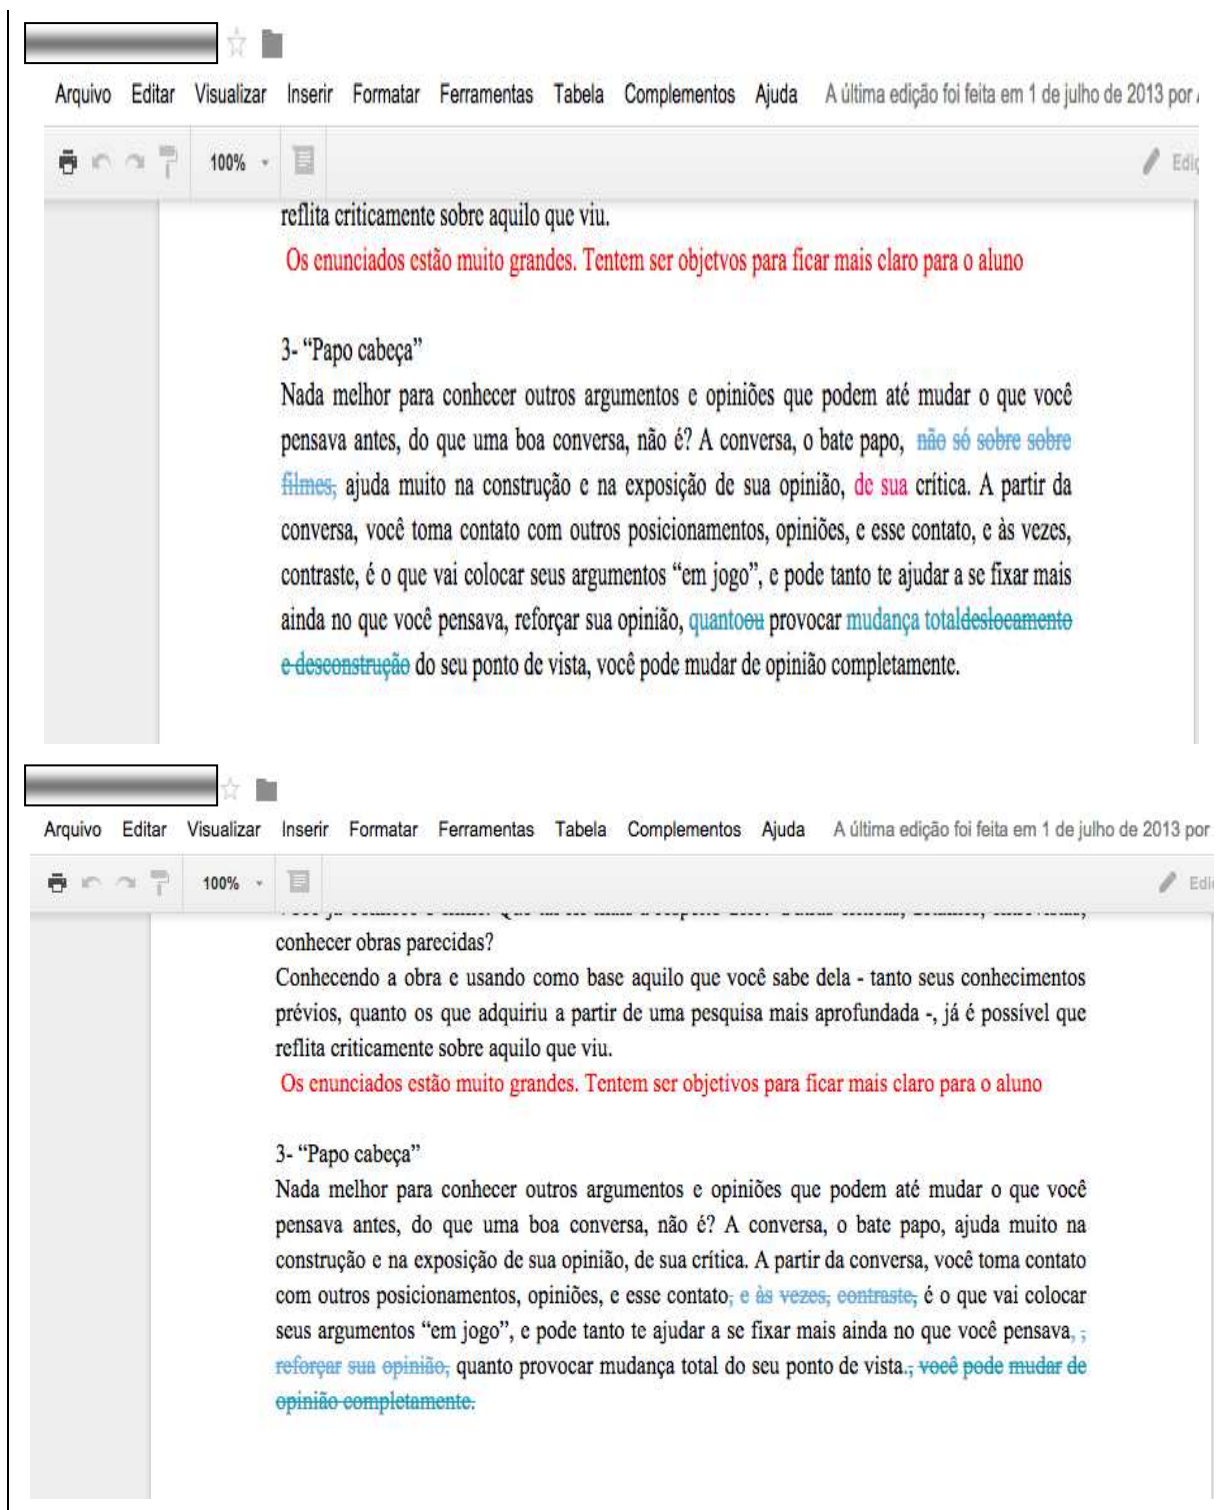 Arquivo Editar Visualizar Inserir Formatar Ferramentas Tabela Complementos Ajuda A última edição foi feita em 1 de julho de 2013 por
100% Edi
reflita criticamente sobre aquilo que viu.
Os enunciados estão muito grandes. Tentem ser objetvos para ficar mais claro para o aluno
3- “Papo cabeça”
Nada melhor para conhecer outros argumentos e opiniões que podem até mudar o que você
pensava antes, do que uma boa conversa, não é? A conversa, o bate papo, não só sobre sobre
filmes, ajuda muito na construção e na exposição de sua opinião, de sua crítica. A partir da
conversa, você toma contato com outros posicionamentos, opiniões, e esse contato, e às vezes,
contraste, é o que vai colocar seus argumentos “em jogo”, e pode tanto te ajudar a se fixar mais
ainda no que você pensava, reforçar sua opinião, quantoou provocar mudança totaldeslocamento
e desconstrução do seu ponto de vista, você pode mudar de opinião completamente.
Arquivo Editar Visualizar Inserir Formatar Ferramentas Tabela Complementos Ajuda A última edição foi feita em 1 de julho de 2013 por
100% Edi
conhecer obras parecidas?
Conhecendo a obra e usando como base aquilo que você sabe dela - tanto seus conhecimentos
prévios, quanto os que adquiriu a partir de uma pesquisa mais aprofundada -, já é possível que
reflita criticamente sobre aquilo que viu.
Os enunciados estão muito grandes. Tentem ser objetivos para ficar mais claro para o aluno
3- “Papo cabeça”
Nada melhor para conhecer outros argumentos e opiniões que podem até mudar o que você
pensava antes, do que uma boa conversa, não é? A conversa, o bate papo, ajuda muito na
construção e na exposição de sua opinião, de sua crítica. A partir da conversa, você toma contato
com outros posicionamentos, opiniões, e esse contato, e às vezes, contraste, é o que vai colocar
seus argumentos “em jogo”, e pode tanto te ajudar a se fixar mais ainda no que você pensava, ,
reforçar sua opinião, quanto provocar mudança total do seu ponto de vista., você pode mudar de
opinião completamente.